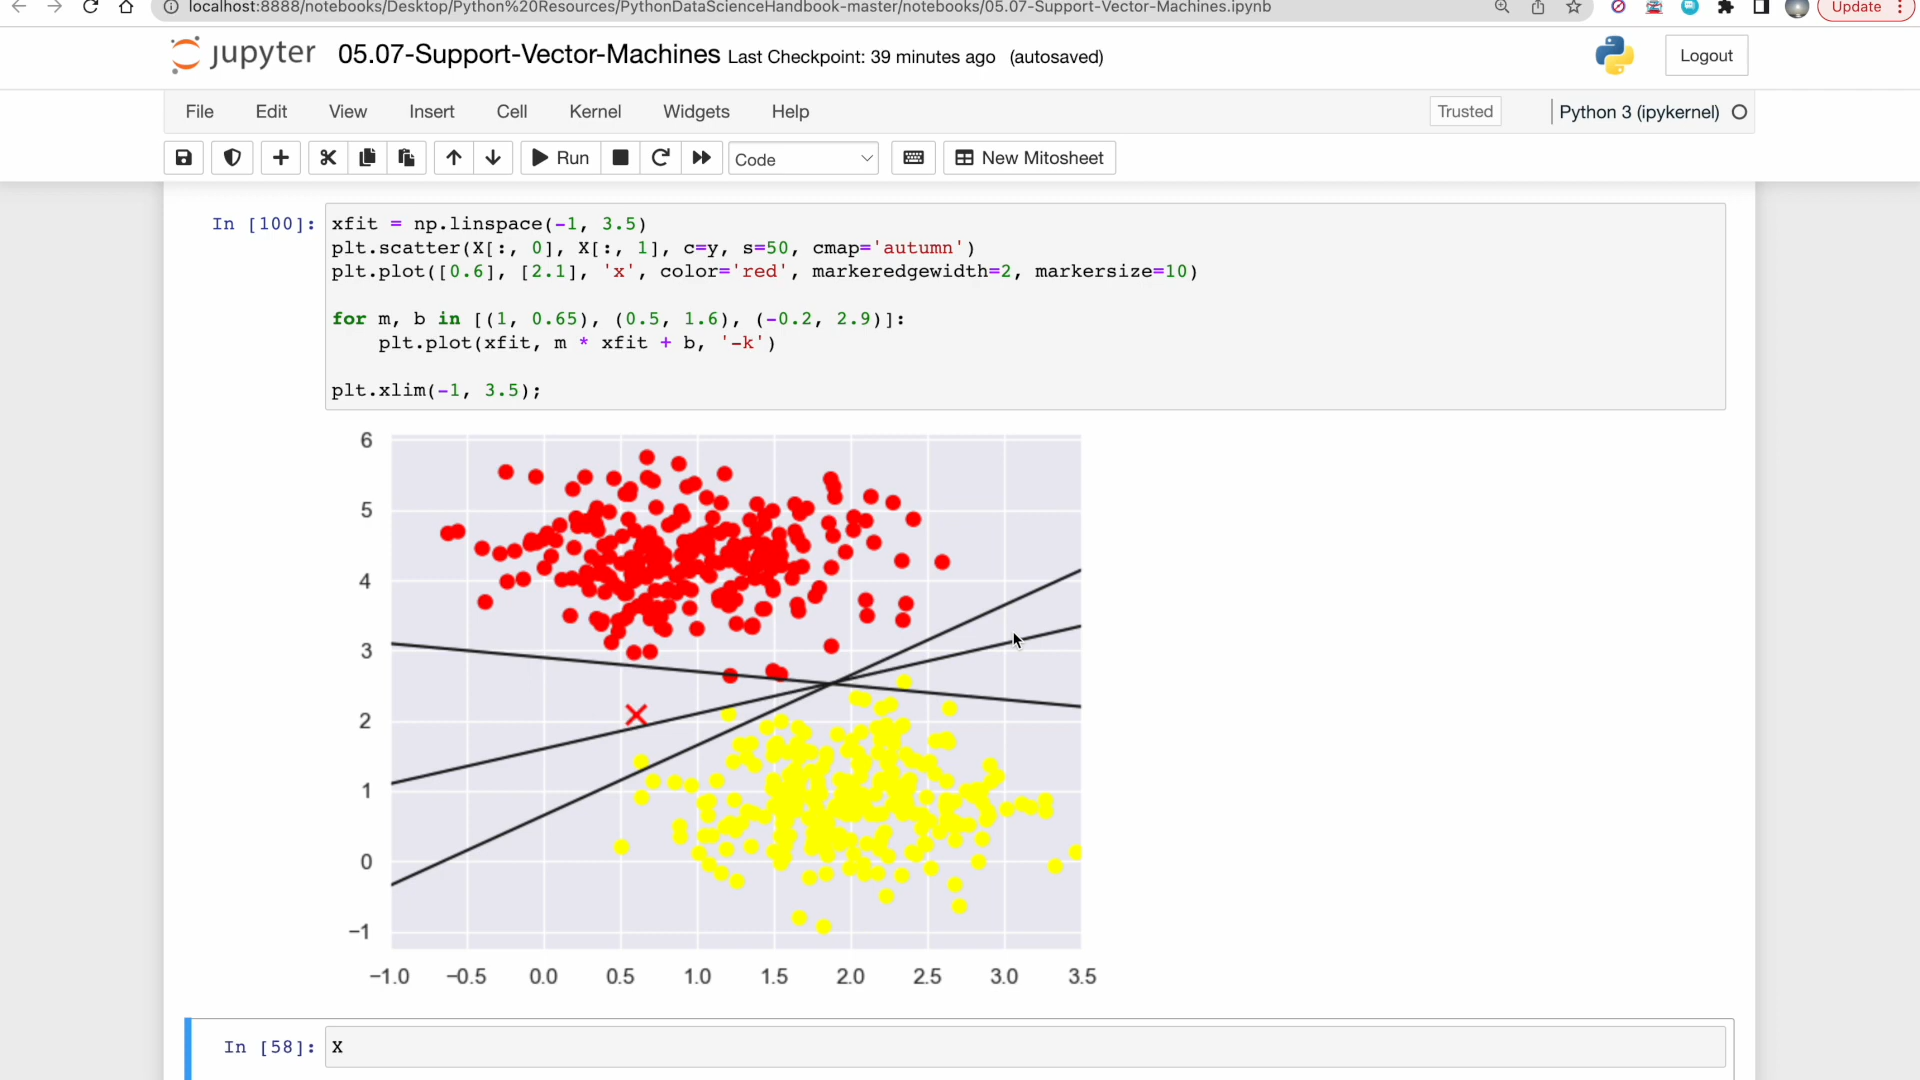 localhost:8888/notebooks/Desktop/Python%20Resources/PythonDataScienceHandbook-master/notebooks/05.07-Support-Vector-Machines.ipynb
Update
jupyter 05.07-Support-Vector-Machines Last Checkpoint: 39 minutes ago (autosaved)
Logout
File Edit View Insert Cell Kernel Widgets Help
Trusted
Python 3 (ipykernel)
Run
Code
New Mitosheet
In [100]:
xfit = np.linspace(-1, 3.5)
plt.scatter(X[:, 0], X[:, 1], c=y, s=50, cmap='autumn')
plt.plot([0.6], [2.1], 'x', color='red', markeredgewidth=2, markersize=10)
for m, b in [(1, 0.65), (0.5, 1.6), (-0.2, 2.9)]:
    plt.plot(xfit, m * xfit + b, '-k')
plt.xlim(-1, 3.5);
6
5
4
3
2
1
0
−1
−1.0 −0.5 0.0 0.5 1.0 1.5 2.0 2.5 3.0 3.5
In [58]: X